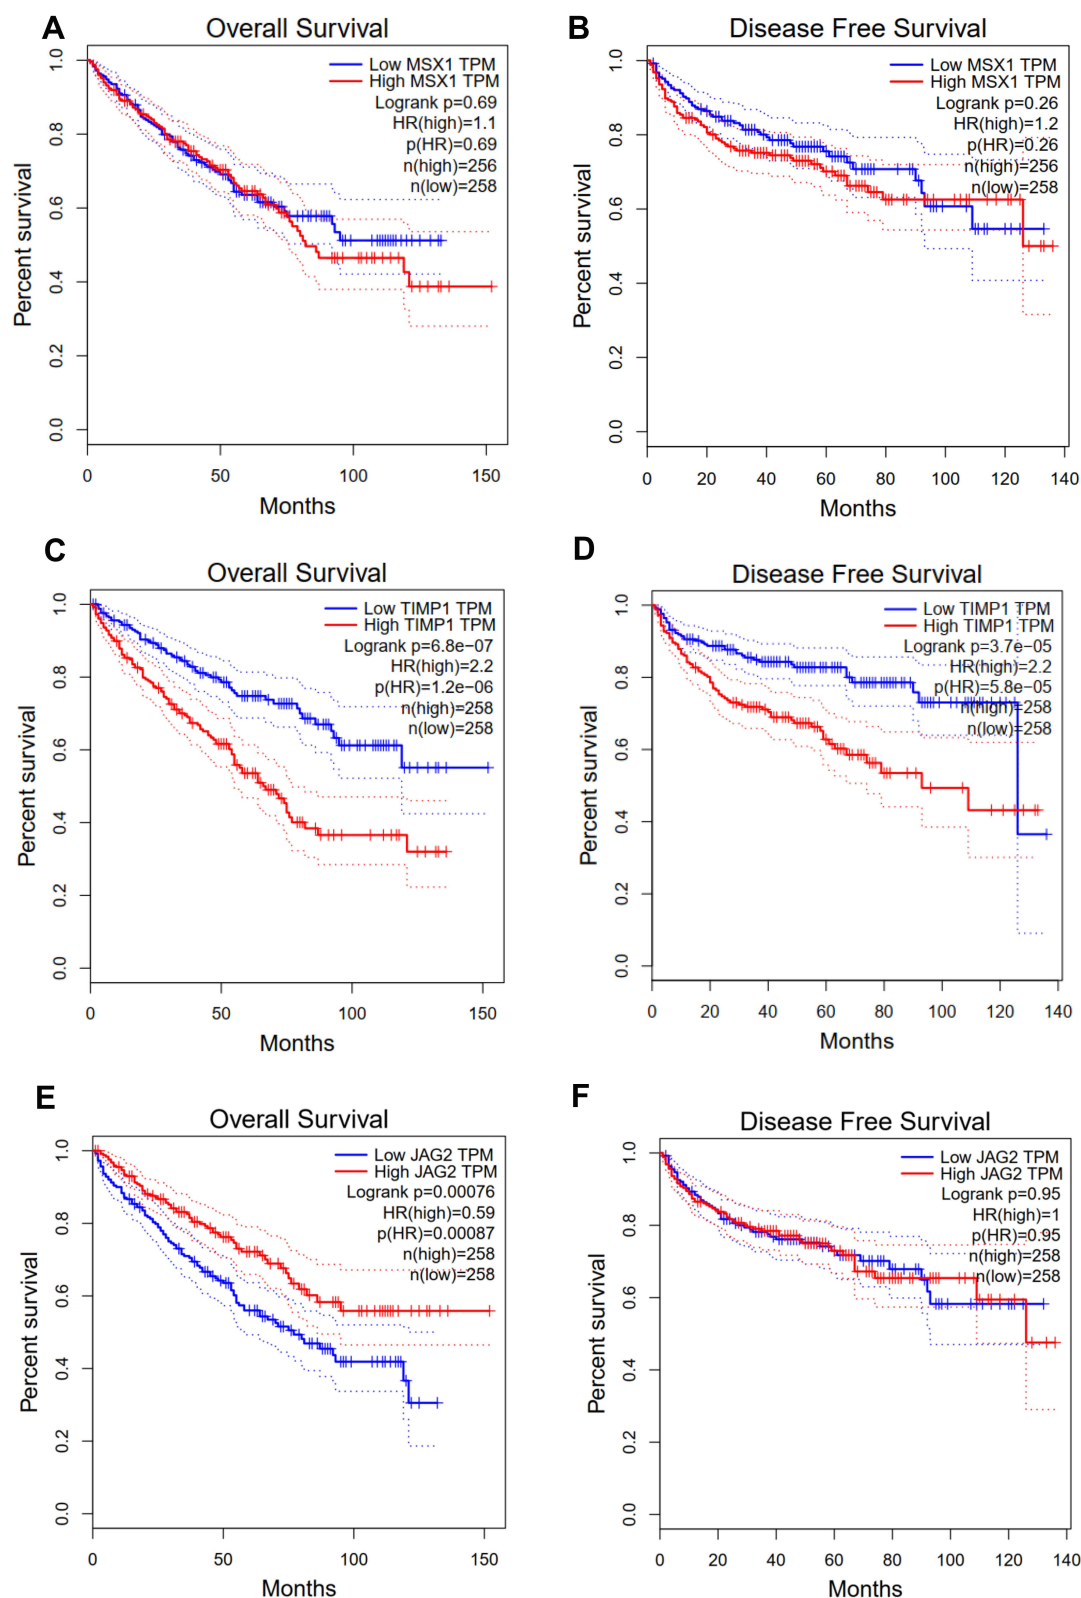 A
Overall Survival
Low MSX1 TPM
High MSX1 TPM
Logrank p=0.69
HR(high)=1.1
p(HR)=0.69
n(high)=256
n(low)=258
Percent survival
0.0 0.2 0.4 0.6 0.8 1.0
0 50 100 150
Months
B
Disease Free Survival
Low MSX1 TPM
High MSX1 TPM
Logrank p=0.26
HR(high)=1.2
p(HR)=0.26
n(high)=256
n(low)=258
Percent survival
0.0 0.2 0.4 0.6 0.8 1.0
0 20 40 60 80 100 120 140
Months
C
Overall Survival
Low TIMP1 TPM
High TIMP1 TPM
Logrank p=6.8e−07
HR(high)=2.2
p(HR)=1.2e−06
n(high)=258
n(low)=258
Percent survival
0.0 0.2 0.4 0.6 0.8 1.0
0 50 100 150
Months
D
Disease Free Survival
Low TIMP1 TPM
High TIMP1 TPM
Logrank p=3.7e−05
HR(high)=2.2
p(HR)=5.8e−05
n(high)=258
n(low)=258
Percent survival
0.0 0.2 0.4 0.6 0.8 1.0
0 20 40 60 80 100 120 140
Months
E
Overall Survival
Low JAG2 TPM
High JAG2 TPM
Logrank p=0.00076
HR(high)=0.59
p(HR)=0.00087
n(high)=258
n(low)=258
Percent survival
0.0 0.2 0.4 0.6 0.8 1.0
0 50 100 150
Months
F
Disease Free Survival
Low JAG2 TPM
High JAG2 TPM
Logrank p=0.95
HR(high)=1
p(HR)=0.95
n(high)=258
n(low)=258
Percent survival
0.0 0.2 0.4 0.6 0.8 1.0
0 20 40 60 80 100 120 140
Months